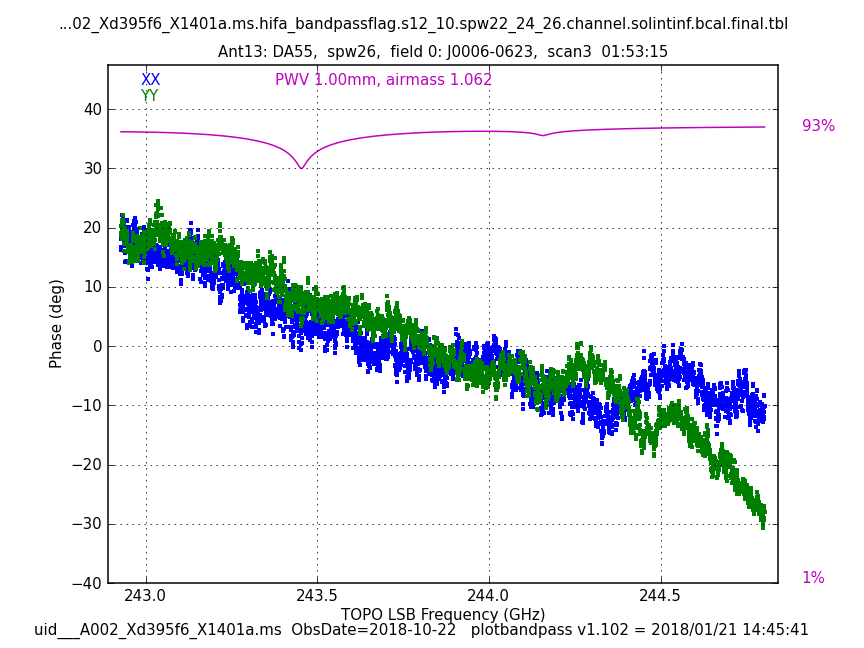 ...02_Xd395f6_X1401a.ms.hifa_bandpassflag.s12_10.spw22_24_26.channel.solintinf.bcal.final.tbl
Ant13: DA55,  spw26,  field 0: J0006-0623,  scan3  01:53:15
XX
PWV 1.00mm, airmass 1.062
YY
40
93%
30
20
10
0
−10
−20
−30
−40
1%
Phase (deg)
243.0
243.5
244.0
244.5
TOPO LSB Frequency (GHz)
uid___A002_Xd395f6_X1401a.ms  ObsDate=2018-10-22   plotbandpass v1.102 = 2018/01/21 14:45:41